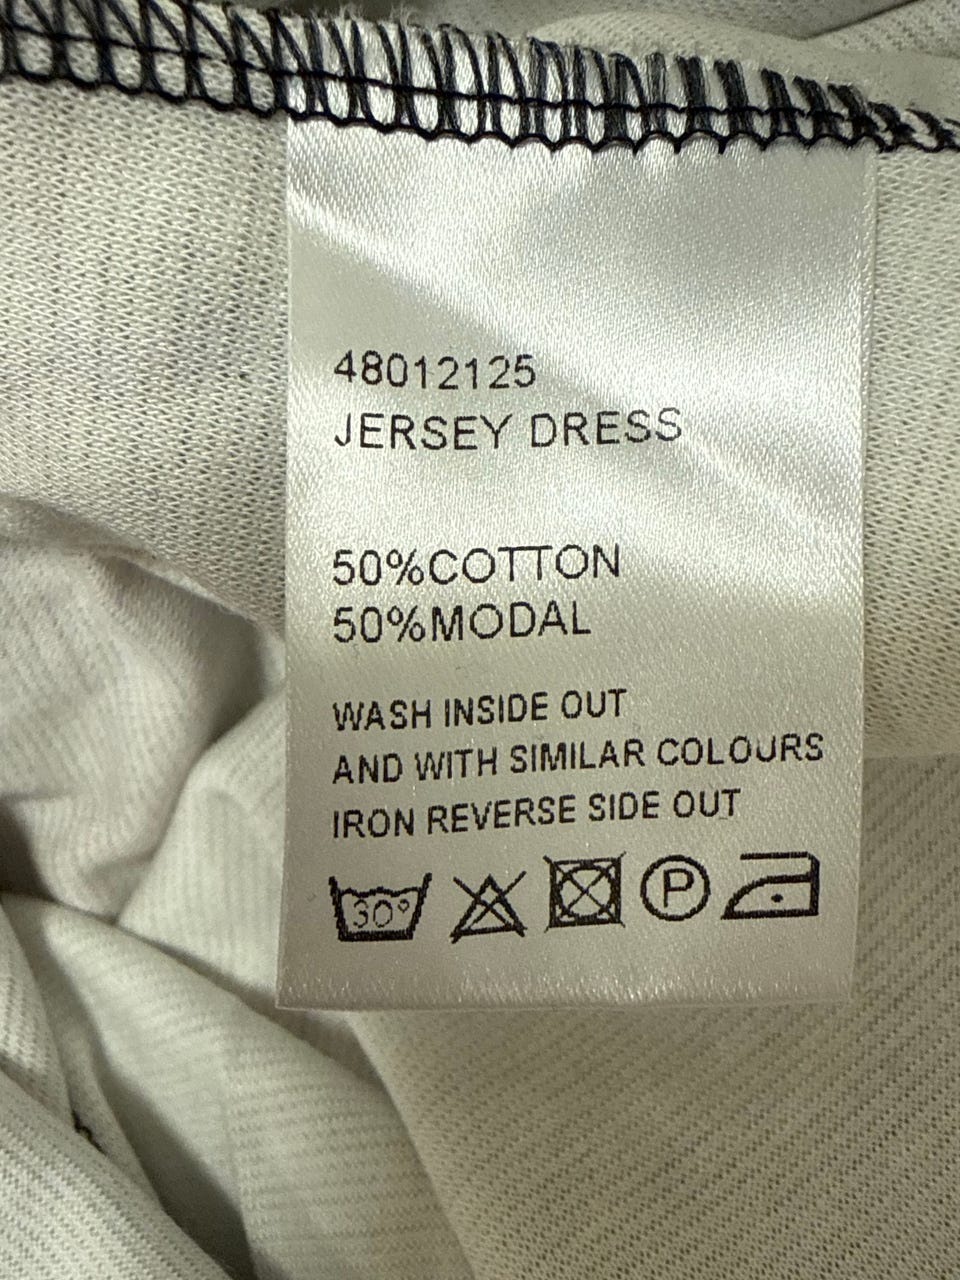 48012125
JERSEY DRESS
50%COTTON
50%MODAL
WASH INSIDE OUT
AND WITH SIMILAR COLOURS
IRON REVERSE SIDE OUT
30° P